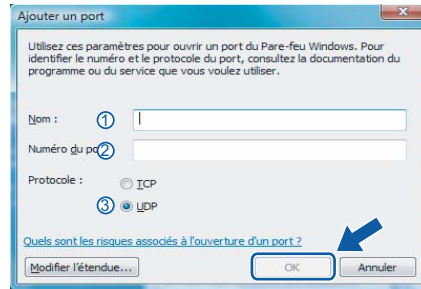 Ajouter un port
Utilisez ces paramètres pour ouvrir un port du Pare-feu Windows. Pour
identifier le numéro et le protocole du port, consultez la documentation du
programme ou du service que vous voulez utiliser.
Nom : 1
Numéro du po 2
Protocole : TCP
3 UDP
Quels sont les risques associés à l'ouverture d'un port ?
Modifier l'étendue... OK Annuler